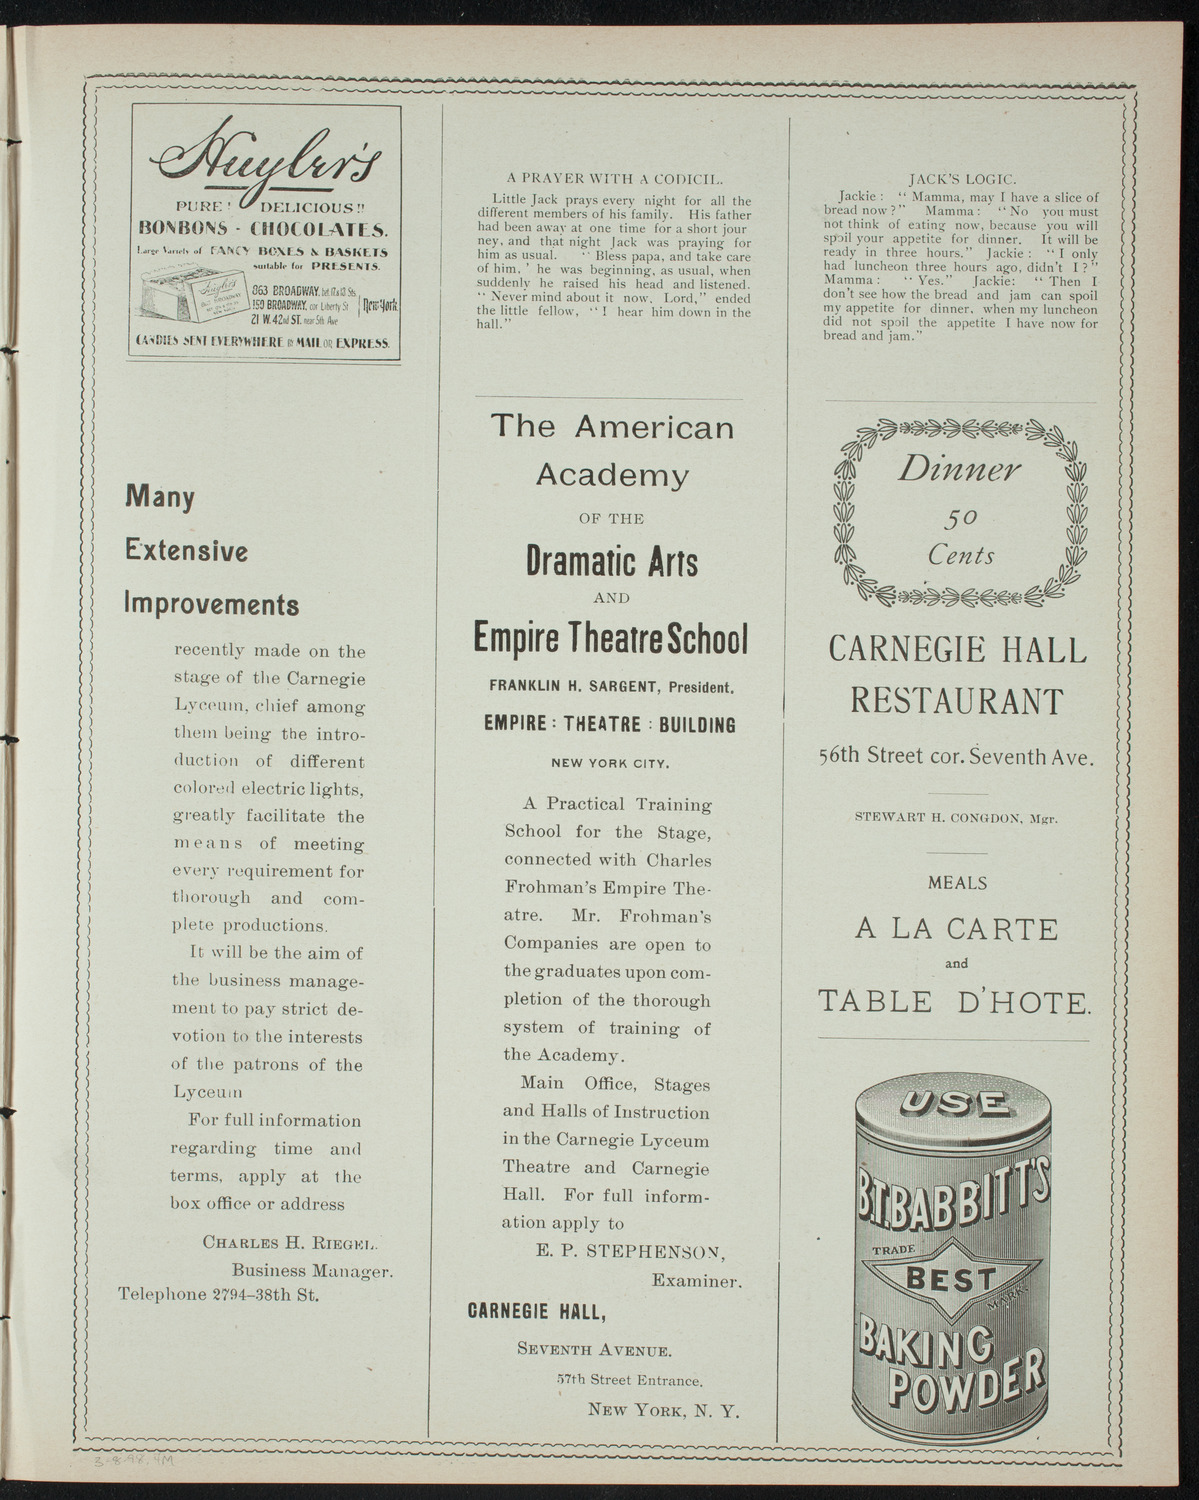 Huyler's
PURE! DELICIOUS!!
BONBONS - CHOCOLATES.
Large Variety of FANCY BOXES & BASKETS
suitable for PRESENTS.
863 BROADWAY, bet. 17 & 18 Sts.
150 BROADWAY, cor Liberty St
21 W. 42nd ST. near 5th Ave
New York.
CANDIES SENT EVERYWHERE BY MAIL OR EXPRESS.
Many
Extensive
Improvements
recently made on the
stage of the Carnegie
Lyceum, chief among
them being the intro-
duction of different
colored electric lights,
greatly facilitate the
means of meeting
every requirement for
thorough and com-
plete productions.
It will be the aim of
the business manage-
ment to pay strict de-
votion to the interests
of the patrons of the
Lyceum
For full information
regarding time and
terms, apply at the
box office or address
CHARLES H. RIEGEL.
Business Manager.
Telephone 2794–38th St.
A PRAYER WITH A CODICIL.
Little Jack prays every night for all the
different members of his family. His father
had been away at one time for a short jour
ney, and that night Jack was praying for
him as usual. " Bless papa, and take care
of him, ' he was beginning, as usual, when
suddenly he raised his head and listened.
" Never mind about it now, Lord," ended
the little fellow, " I hear him down in the
hall."
The American
Academy
OF THE
Dramatic Arts
AND
Empire Theatre School
FRANKLIN H. SARGENT, President.
EMPIRE : THEATRE : BUILDING
NEW YORK CITY.
A Practical Training
School for the Stage,
connected with Charles
Frohman's Empire The-
atre. Mr. Frohman's
Companies are open to
the graduates upon com-
pletion of the thorough
system of training of
the Academy.
Main Office, Stages
and Halls of Instruction
in the Carnegie Lyceum
Theatre and Carnegie
Hall. For full inform-
ation apply to
E. P. STEPHENSON,
Examiner.
CARNEGIE HALL,
SEVENTH AVENUE.
57th Street Entrance.
NEW YORK, N. Y.
JACK'S LOGIC.
Jackie : " Mamma, may I have a slice of
bread now ? " Mamma : " No you must
not think of eating now, because you will
spoil your appetite for dinner. It will be
ready in three hours." Jackie : " I only
had luncheon three hours ago, didn't I ? "
Mamma : " Yes." Jackie: " Then I
don't see how the bread and jam can spoil
my appetite for dinner, when my luncheon
did not spoil the appetite I have now for
bread and jam."
Dinner
50
Cents
CARNEGIE HALL
RESTAURANT
56th Street cor. Seventh Ave.
STEWART H. CONGDON, Mgr.
MEALS
A LA CARTE
and
TABLE D'HOTE.
USE
B.T. BABBITT'S
TRADE
BEST
MARK.
BAKING
POWDER
3-8-98. 4M